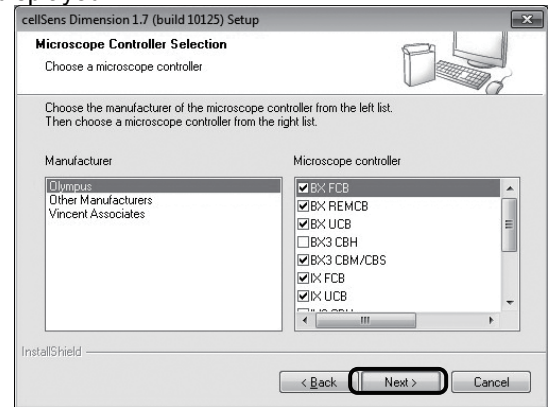 cellSens Dimension 1.7 (build 10125) Setup
Microscope Controller Selection
Choose a microscope controller
Choose the manufacturer of the microscope controller from the left list.
Then choose a microscope controller from the right list.
Manufacturer
Microscope controller
Olympus
Other Manufacturers
Vincent Associates
BX FCB
BX REMCB
BX UCB
BX3 CBH
BX3 CBM/CBS
IX FCB
IX UCB
InstallShield
< Back
Next >
Cancel